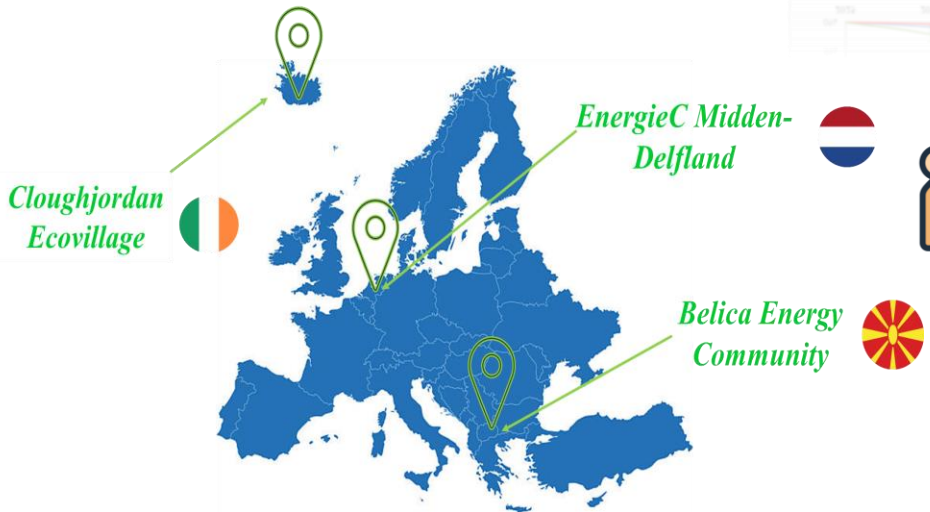 EnergieC Midden-
Delfland
Cloughjordan
Ecovillage
Belica Energy
Community